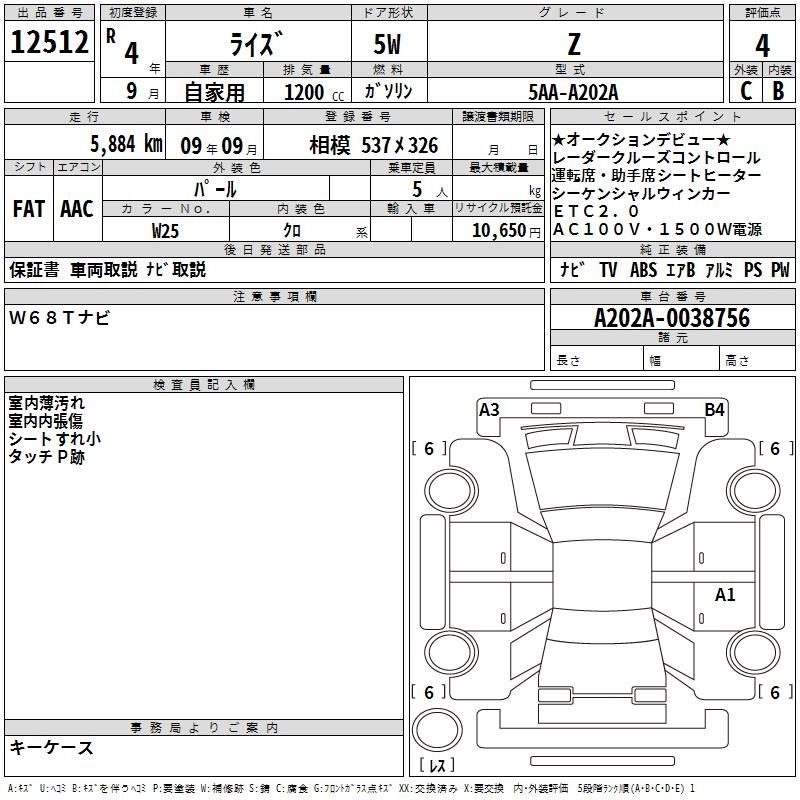 出品番号 初度登録 車名 ドア形状 グレード 評価点
12512 R 4年 ﾗｲｽﾞ 5W Z 4
車歴 排気量 燃料 型式 外装 内装
9月 自家用 1200 CC ｶﾞｿﾘﾝ 5AA-A202A C B
走行 車検 登録番号 譲渡書類期限 セールスポイント
5,884 km 09年09月 相模 537ﾒ326 月 日
シフト エアコン 外装色 乗車定員 最大積載量
FAT AAC ﾊﾟｰﾙ 5人 kg
カラーNo. 内装色 輸入車 リサイクル預託金
W25 ｸﾛ 系 10,650円
★オークションデビュー★
レーダークルーズコントロール
運転席・助手席シートヒーター
シーケンシャルウィンカー
ＥＴＣ２．０
ＡＣ１００Ｖ・１５００Ｗ電源
後日発送部品 純正装備
保証書 車両取説 ﾅﾋﾞ取説 ﾅﾋﾞ TV ABS ｴｱB ｱﾙﾐ PS PW
注意事項欄 車台番号
Ｗ６８Ｔナビ A202A-0038756
諸元
長さ 幅 高さ
検査員記入欄
室内薄汚れ
室内内張傷
シートすれ小
タッチＰ跡
A3 B4
[ 6 ] [ 6 ]
A1
[ 6 ] [ 6 ]
[ ﾚｽ ]
事務局よりご案内
キーケース
A:ｷｽﾞ U:ﾍｺﾐ B:ｷｽﾞを伴うﾍｺﾐ P:要塗装 W:補修跡 S:錆 C:腐食 G:ﾌﾛﾝﾄｶﾞﾗｽ点ｷｽﾞ XX:交換済み X:要交換 内・外装評価 5段階ﾗﾝｸ順(A･B･C･D･E) 1